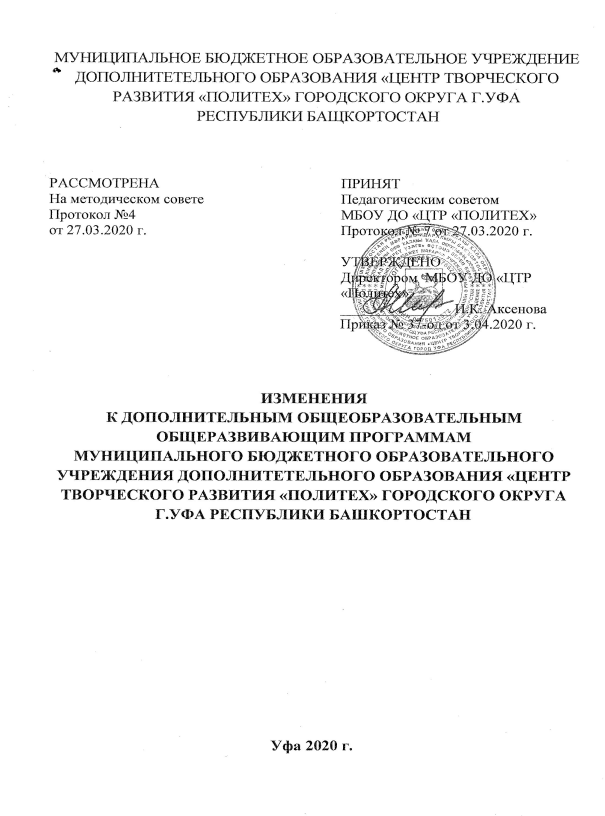 МУНИЦИПАЛЬНОЕ БЮДЖЕТНОЕ ОБРАЗОВАТЕЛЬНОЕ УЧРЕЖДЕНИЕ
ДОПОЛНИТЕТЕЛЬНОГО ОБРАЗОВАНИЯ «ЦЕНТР ТВОРЧЕСКОГО
РАЗВИТИЯ «ПОЛИТЕХ» ГОРОДСКОГО ОКРУГА Г.УФА
РЕСПУБЛИКИ БАЩКОРТОСТАН
РАССМОТРЕНА
На методическом совете
Протокол №4
от 27.03.2020 г.
ПРИНЯТ
Педагогическим советом
МБОУ ДО «ЦТР «ПОЛИТЕХ»
Протокол № 7 от 27.03.2020 г.
УТВЕРЖДЕНО
Директором МБОУ ДО «ЦТР
«Политех»
И.К. Аксенова
Приказ № 37-од от 3.04.2020 г.
ИЗМЕНЕНИЯ
К ДОПОЛНИТЕЛЬНЫМ ОБЩЕОБРАЗОВАТЕЛЬНЫМ
ОБЩЕРАЗВИВАЮЩИМ ПРОГРАММАМ
МУНИЦИПАЛЬНОГО БЮДЖЕТНОГО ОБРАЗОВАТЕЛЬНОГО
УЧРЕЖДЕНИЯ ДОПОЛНИТЕТЕЛЬНОГО ОБРАЗОВАНИЯ «ЦЕНТР
ТВОРЧЕСКОГО РАЗВИТИЯ «ПОЛИТЕХ» ГОРОДСКОГО ОКРУГА
Г.УФА РЕСПУБЛИКИ БАШКОРТОСТАН
Уфа 2020 г.